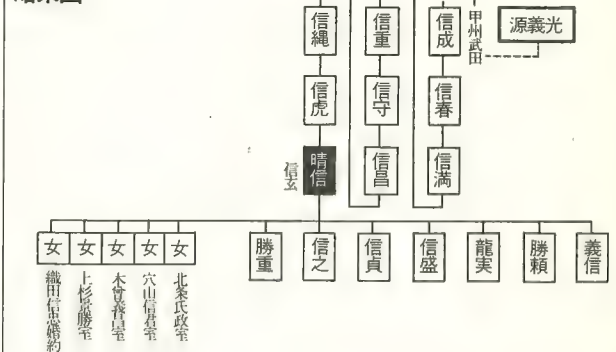 源義光
甲州武田
信成
信春
信満
信重
信守
信昌
信縄
信虎
晴信
信玄
義信
勝頼
龍実
信盛
信貞
信之
勝重
女
北条氏政室
女
穴山信君室
女
木曾義昌室
女
上杉景勝室
女
織田信忠婚約